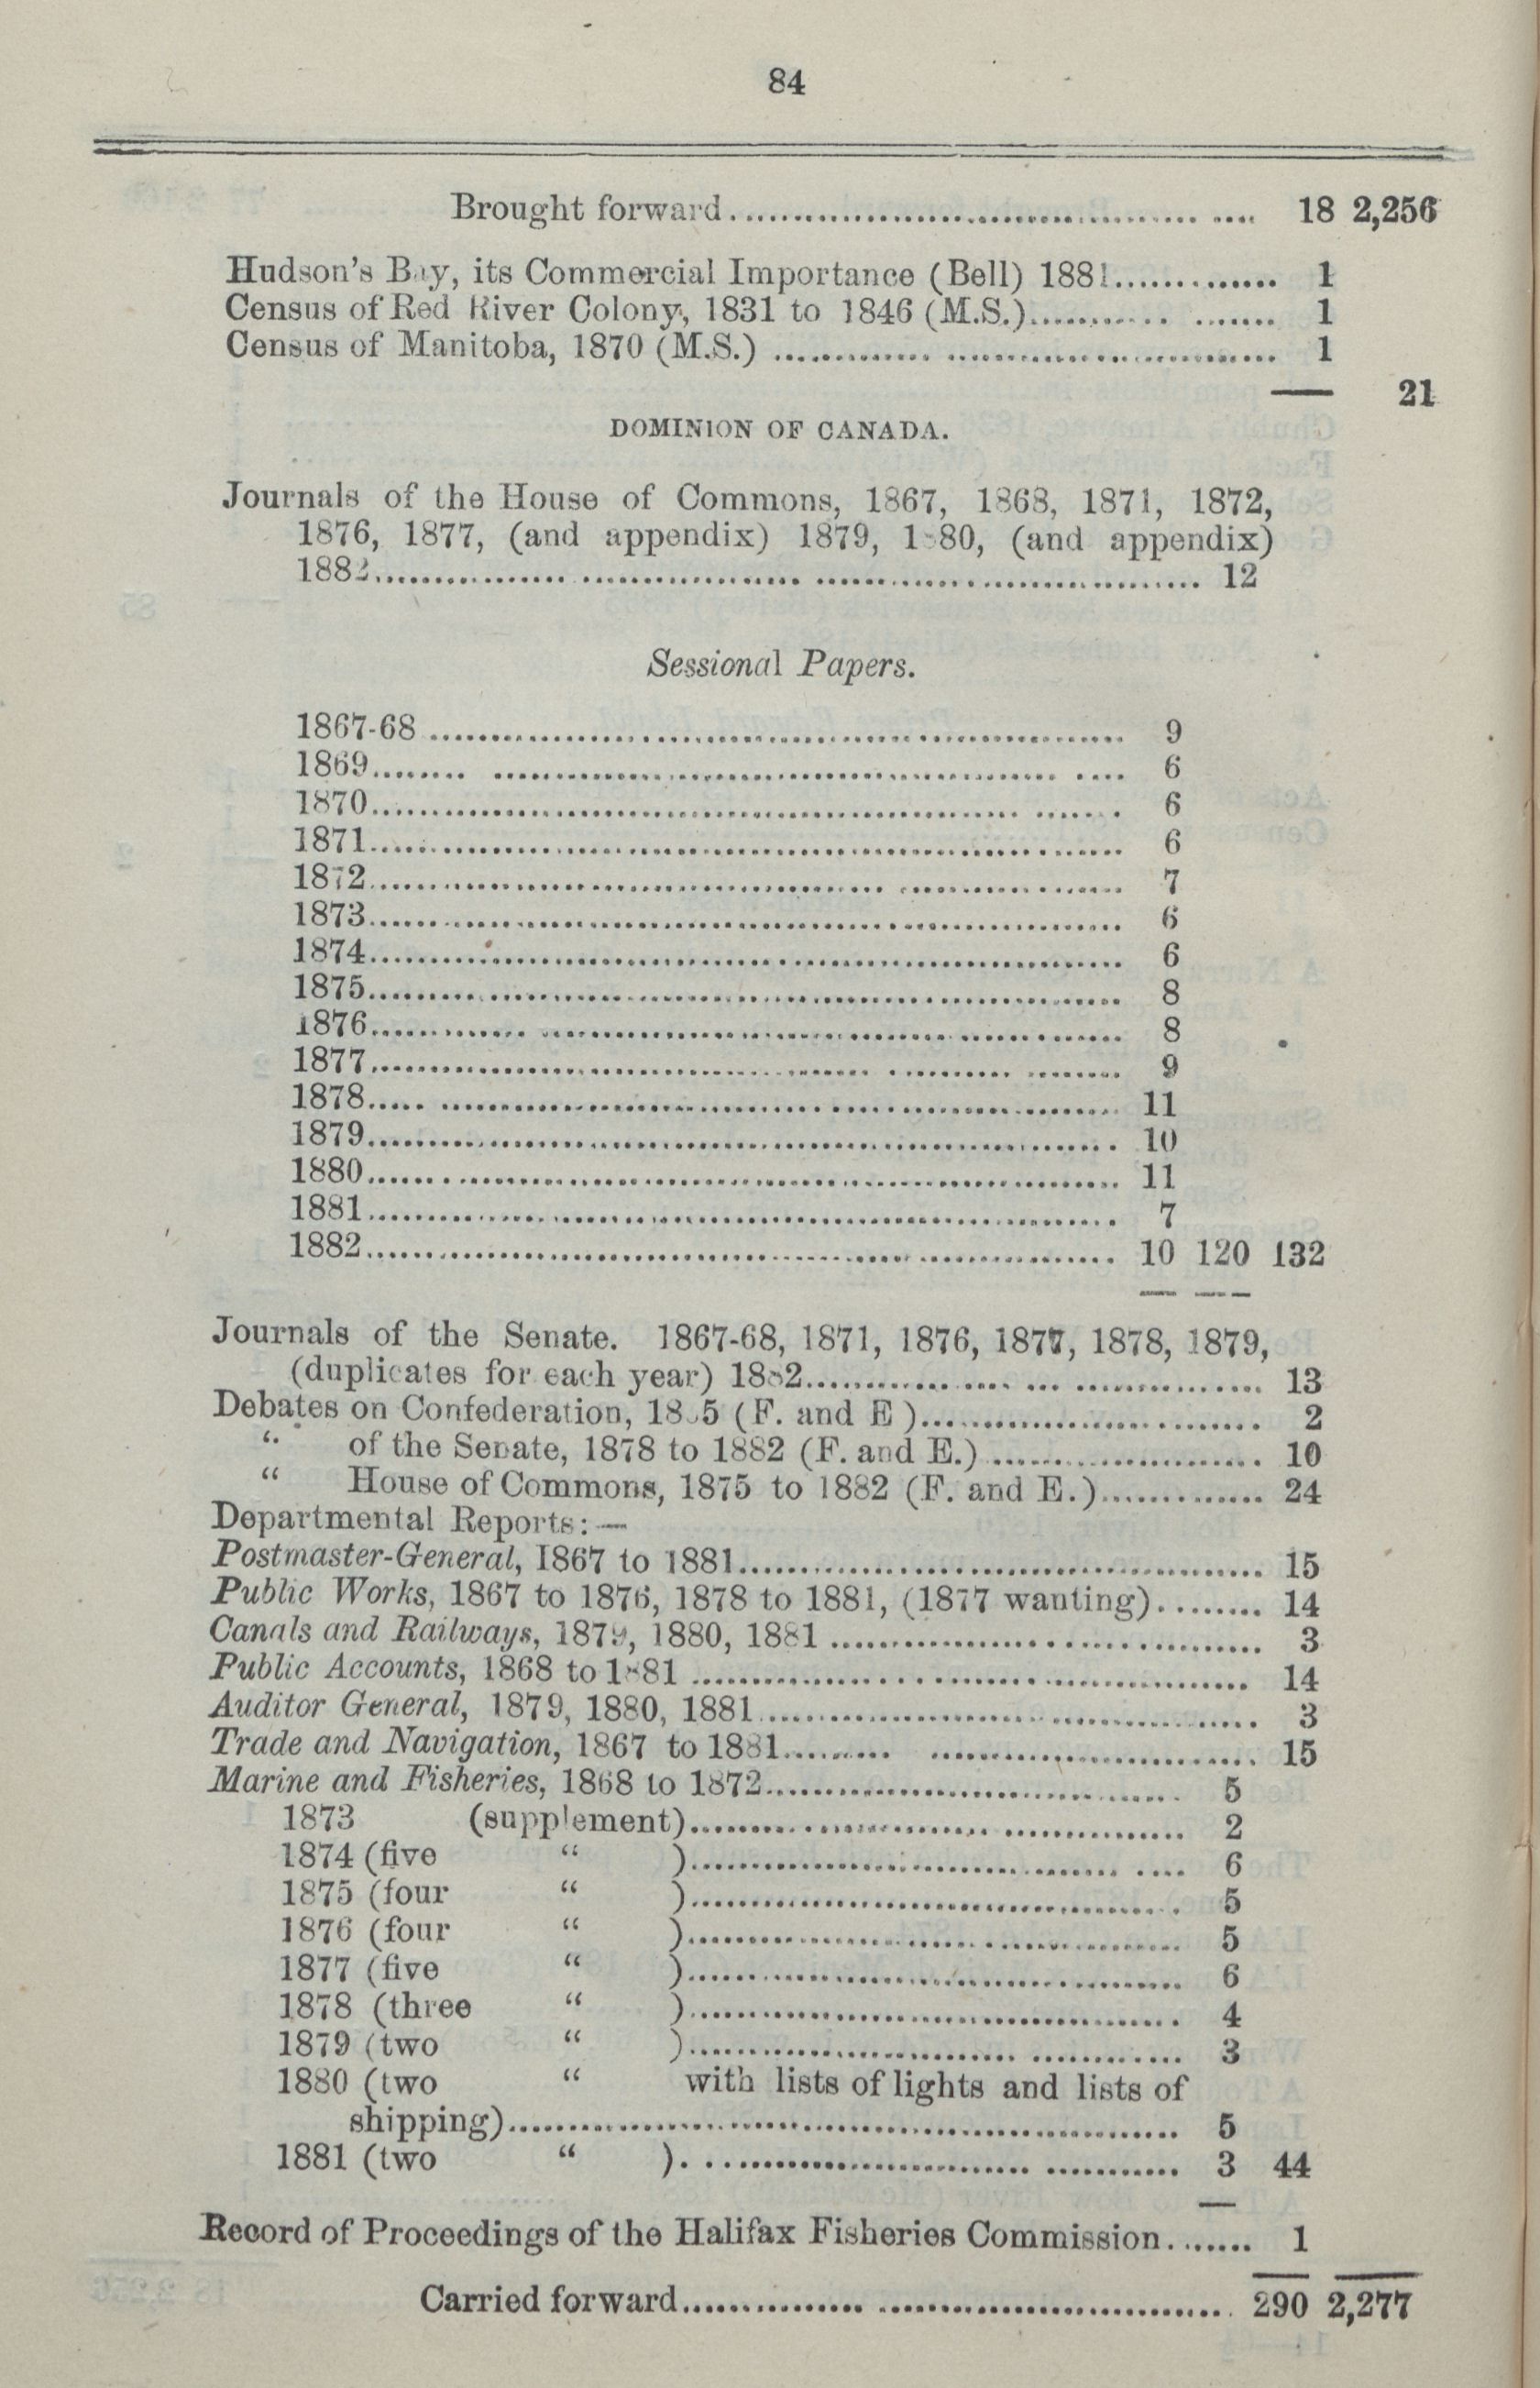 84
Brought forward.......... 18 2,256
Hudson's Bay, its Commercial Importance (Bell) 1881.......... 1
Census of Red River Colony, 1831 to 1846 (M.S.).......... 1
Census of Manitoba, 1870 (M.S.) .......... 1
— 21
DOMINION OF CANADA.
Journals of the House of Commons, 1867, 1868, 1871, 1872,
1876, 1877, (and appendix) 1879, 1880, (and appendix)
1882.......... 12
Sessional Papers.
1867-68 .......... 9
1869.......... 6
1870.......... 6
1871.......... 6
1872.......... 7
1873.......... 6
1874.......... 6
1875.......... 8
1876.......... 8
1877.......... 9
1878.......... 11
1879.......... 10
1880.......... 11
1881.......... 7
1882.......... 10 120 132
Journals of the Senate. 1867-68, 1871, 1876, 1877, 1878, 1879,
(duplicates for each year) 1882.......... 13
Debates on Confederation, 1865 (F. and E ).......... 2
“ of the Senate, 1878 to 1882 (F. and E.) .......... 10
“ House of Commons, 1875 to 1882 (F. and E.).......... 24
Departmental Reports:—
Postmaster-General, 1867 to 1881.......... 15
Public Works, 1867 to 1876, 1878 to 1881, (1877 wanting).......... 14
Canals and Railways, 1879, 1880, 1881 .......... 3
Public Accounts, 1868 to 1881 .......... 14
Auditor General, 1879, 1880, 1881.......... 3
Trade and Navigation, 1867 to 1881.......... 15
Marine and Fisheries, 1868 to 1872.......... 5
1873 (supplement).......... 2
1874 (five “ ).......... 6
1875 (four “ ).......... 5
1876 (four “ ).......... 5
1877 (five “ ).......... 6
1878 (three “ ).......... 4
1879 (two “ ).......... 3
1880 (two “ with lists of lights and lists of
shipping).......... 5
1881 (two “ ).......... 3 44
Record of Proceedings of the Halifax Fisheries Commission.......... 1
Carried forward.......... 290 2,277